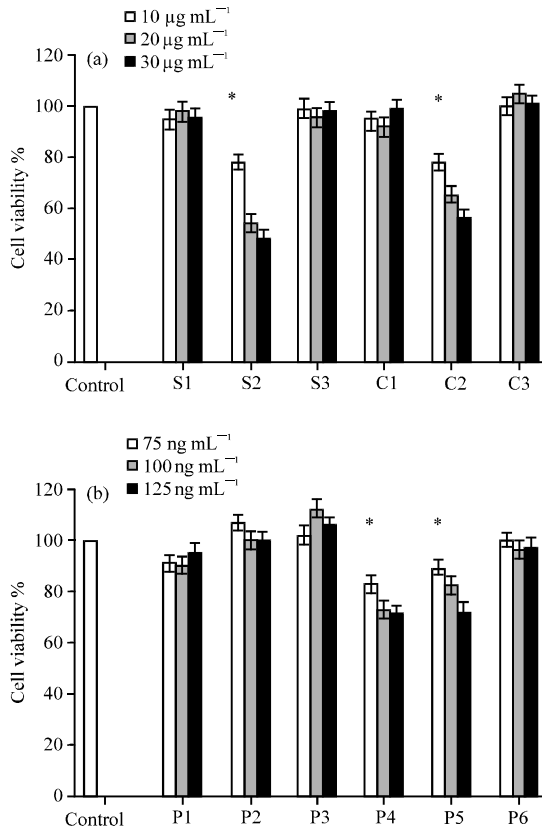 10 µg mL⁻¹
20 µg mL⁻¹
30 µg mL⁻¹
(a)
120
100
80
60
40
20
0
Cell viability %
* *
Control S1 S2 S3 C1 C2 C3
75 ng mL⁻¹
100 ng mL⁻¹
125 ng mL⁻¹
(b)
120
100
80
60
40
20
0
Cell viability %
* *
Control P1 P2 P3 P4 P5 P6